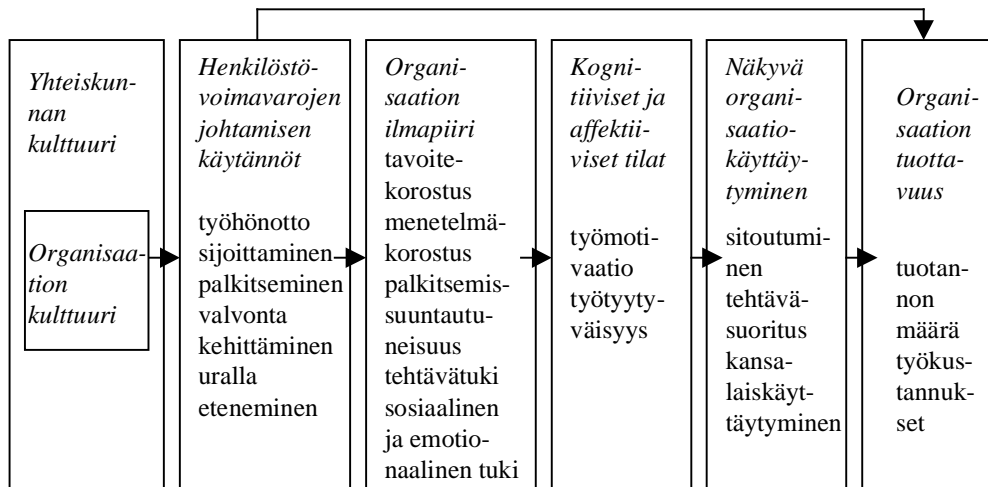 Yhteiskun-
nan
kulttuuri
Organisaa-
tion
kulttuuri
Henkilöstö-
voimavarojen
johtamisen
käytännöt
työhönotto
sijoittaminen
palkitseminen
valvonta
kehittäminen
uralla
eteneminen
Organi-
saation
ilmapiiri
tavoite-
korostus
menetelmä-
korostus
palkitsemis-
suuntautu-
neisuus
tehtävätuki
sosiaalinen
ja emotio-
naalinen tuki
Kogni-
tiiviset ja
affektii-
viset tilat
työmoti-
vaatio
työtyyty-
väisyys
Näkyvä
organi-
saatio-
käyttäy-
tyminen
sitoutumi-
nen
tehtävä-
suoritus
kansa-
laiskäyt-
täytyminen
Organi-
saation
tuotta-
vuus
tuotan-
non
määrä
työkus-
tannuk-
set